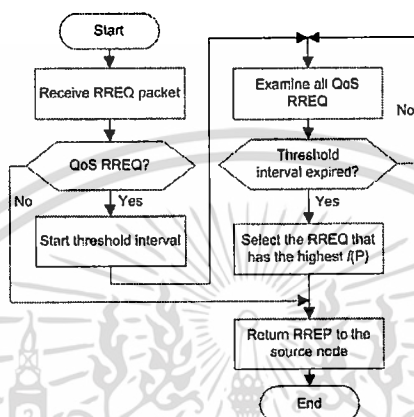 Start
Receive RREQ packet
QoS RREQ?
No
Yes
Start threshold interval
Examine all QoS
RREQ
No
Threshold
interval expired?
Yes
Select the RREQ that
has the highest l(P)
Return RREP to the
source node
End